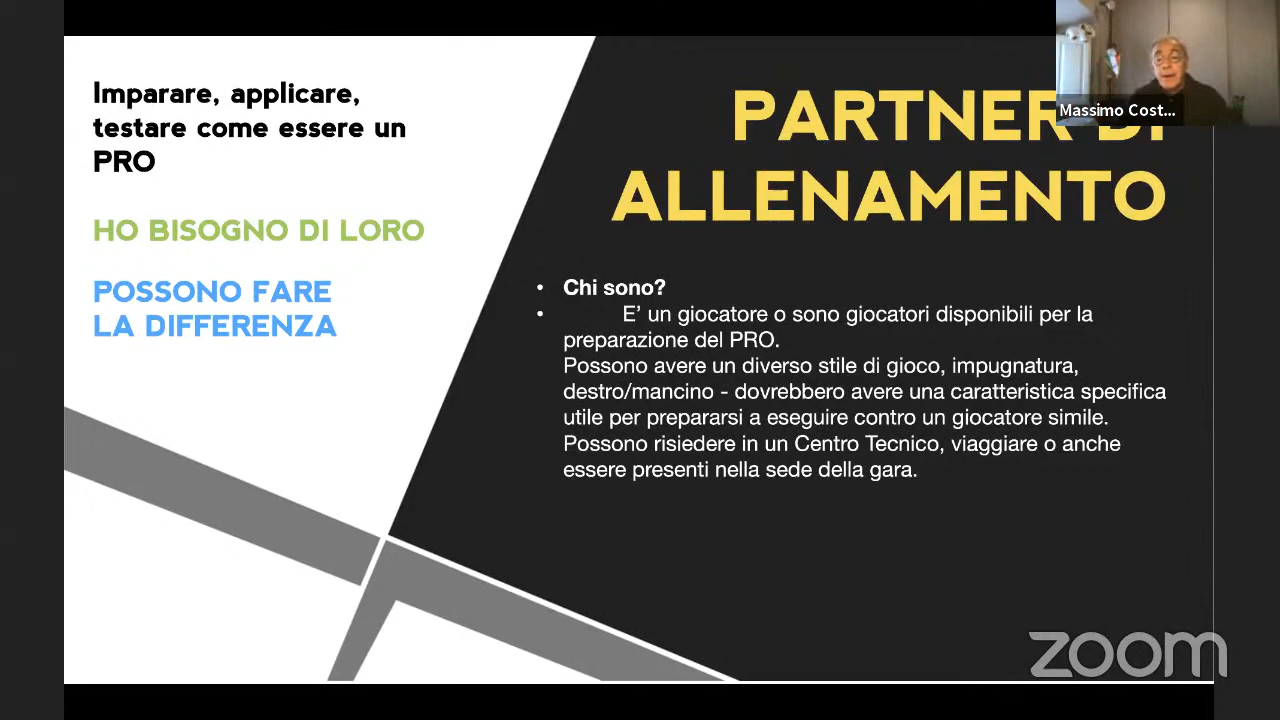 Imparare, applicare,
testare come essere un
PRO
HO BISOGNO DI LORO
POSSONO FARE
LA DIFFERENZA
PARTNER DI
ALLENAMENTO
• Chi sono?
• E’ un giocatore o sono giocatori disponibili per la
preparazione del PRO.
Possono avere un diverso stile di gioco, impugnatura,
destro/mancino - dovrebbero avere una caratteristica specifica
utile per prepararsi a eseguire contro un giocatore simile.
Possono risiedere in un Centro Tecnico, viaggiare o anche
essere presenti nella sede della gara.
Massimo Cost...
zoom